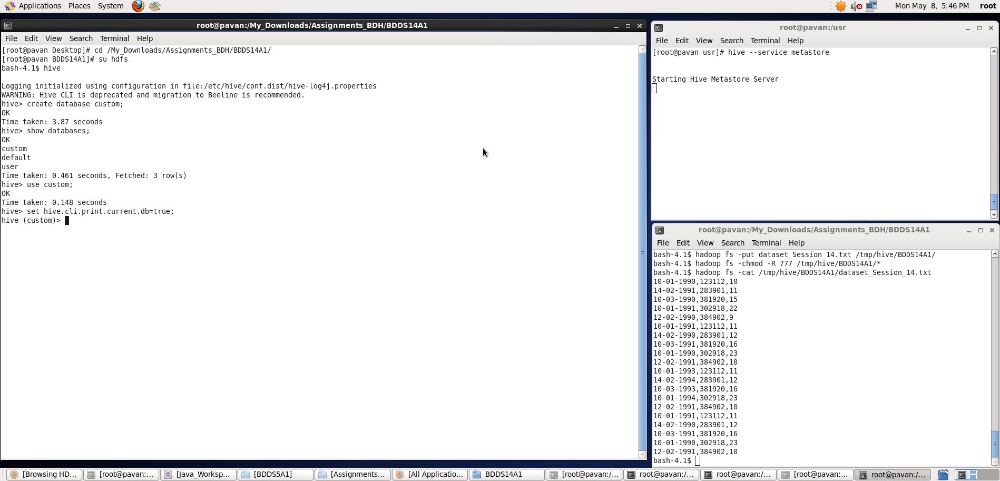 Applications Places System
Mon May 8, 5:46 PM root
root@pavan:/My_Downloads/Assignments_BDH/BDDS14A1
File Edit View Search Terminal Help
[root@pavan Desktop]# cd /My_Downloads/Assignments_BDH/BDDS14A1/
[root@pavan BDDS14A1]# su hdfs
bash-4.1$ hive
Logging initialized using configuration in file:/etc/hive/conf.dist/hive-log4j.properties
WARNING: Hive CLI is deprecated and migration to Beeline is recommended.
hive> create database custom;
OK
Time taken: 3.87 seconds
hive> show databases;
OK
custom
default
user
Time taken: 0.461 seconds, Fetched: 3 row(s)
hive> use custom;
OK
Time taken: 0.148 seconds
hive> set hive.cli.print.current.db=true;
hive (custom)>
root@pavan:/usr
File Edit View Search Terminal Help
[root@pavan usr]# hive --service metastore
Starting Hive Metastore Server
root@pavan:/My_Downloads/Assignments_BDH/BDDS14A1
File Edit View Search Terminal Help
bash-4.1$ hadoop fs -put dataset_Session_14.txt /tmp/hive/BDDS14A1/
bash-4.1$ hadoop fs -chmod -R 777 /tmp/hive/BDDS14A1/*
bash-4.1$ hadoop fs -cat /tmp/hive/BDDS14A1/dataset_Session_14.txt
10-01-1990,123112,10
14-02-1991,283901,11
10-03-1990,381920,15
10-01-1991,302918,22
12-02-1990,384902,9
10-01-1991,123112,11
14-02-1990,283901,12
10-03-1991,381920,16
10-01-1990,302918,23
12-02-1991,384902,10
10-01-1993,123112,11
14-02-1994,283901,12
10-03-1993,381920,16
10-01-1994,302918,23
12-02-1991,384902,10
10-01-1991,123112,11
14-02-1990,283901,12
10-03-1991,381920,16
10-01-1990,302918,23
12-02-1991,384902,10
bash-4.1$
[Browsing HD... [root@pavan:... [Java_Worksp... [BDDS5A1] [Assignments... [All Applicatio... BDDS14A1 [root@pavan:/... root@pavan:/... root@pavan:/... [root@pavan:... root@pavan:/...